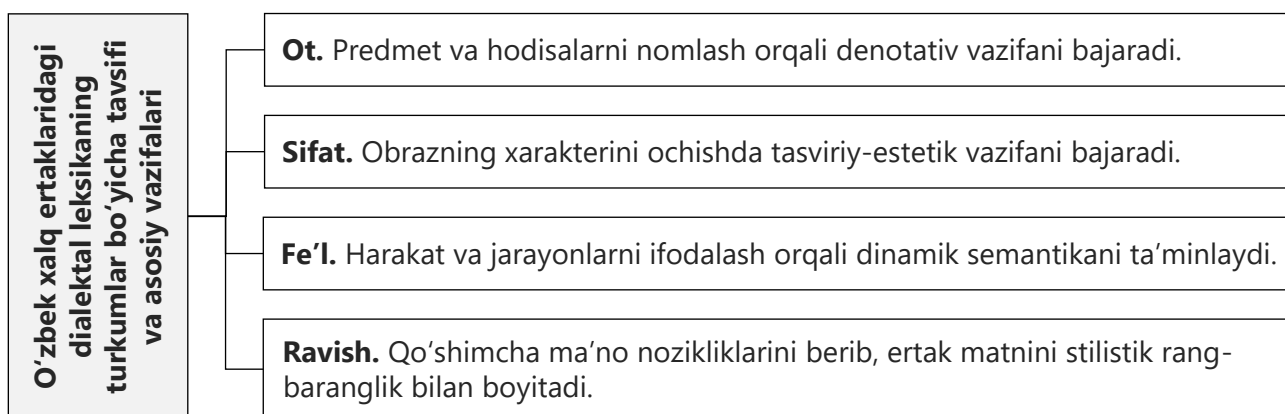 O‘zbek xalq ertaklaridagi
dialektal leksikaning
turkumlar bo‘yicha tavsifi
va asosiy vazifalari
Ot. Predmet va hodisalarni nomlash orqali denotativ vazifani bajaradi.
Sifat. Obrazning xarakterini ochishda tasviriy-estetik vazifani bajaradi.
Fe’l. Harakat va jarayonlarni ifodalash orqali dinamik semantikani ta’minlaydi.
Ravish. Qo‘shimcha ma’no nozikliklarini berib, ertak matnini stilistik rang-
baranglik bilan boyitadi.